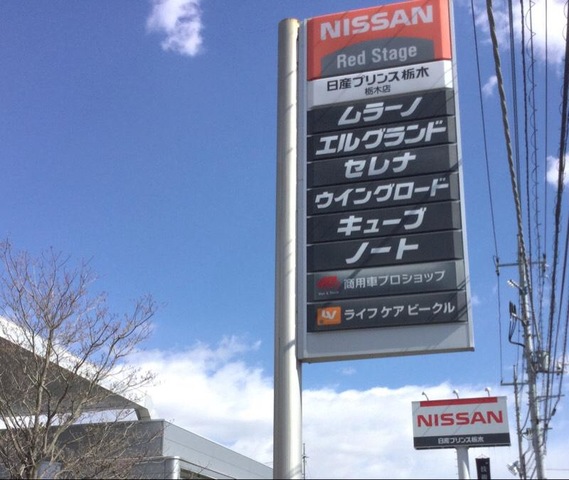 NISSAN
Red Stage
日産プリンス栃木
栃木店
ムラーノ
エルグランド
セレナ
ウイングロード
キューブ
ノート
商用車プロショップ
LV ライフケアビークル
NISSAN
日産プリンス栃木